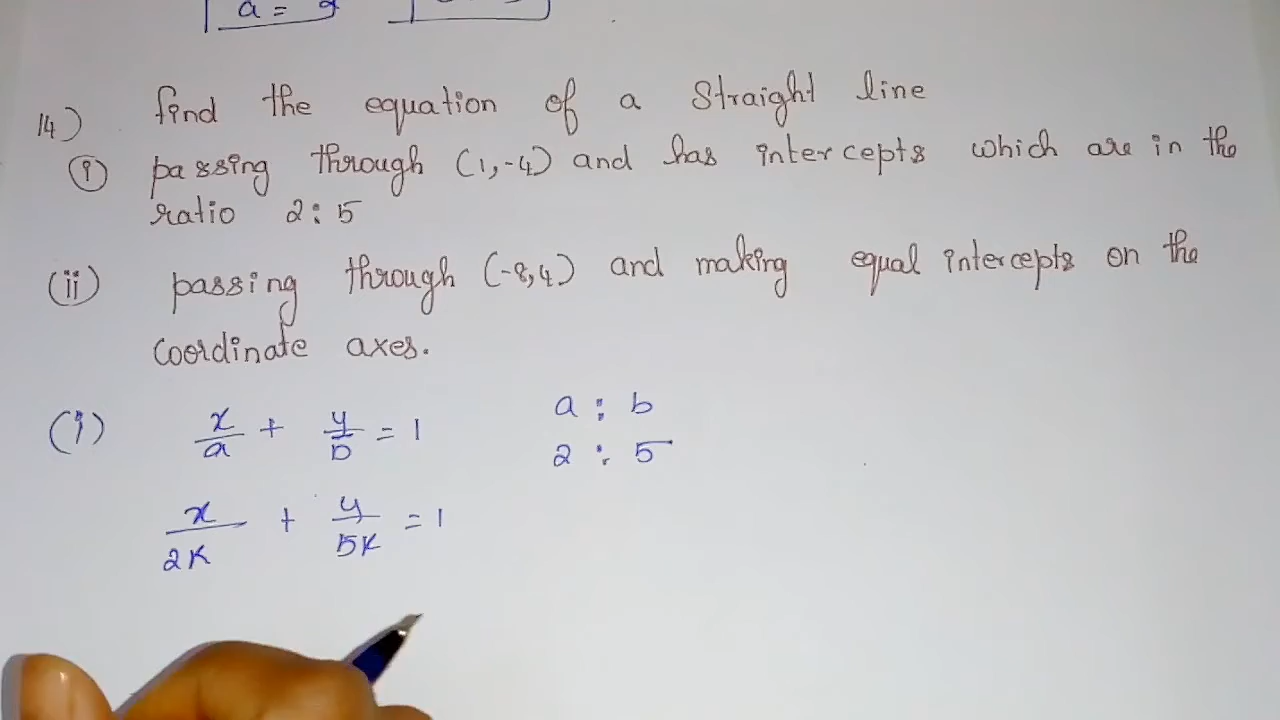 a = 9
14) find the equation of a straight line
(i) passing through (1,-4) and has intercepts which are in the
ratio 2:5
(ii) passing through (-8,4) and making equal intercepts on the
coordinate axes.
(i) x/a + y/b = 1 a : b
2 : 5
x/2K + y/5K = 1